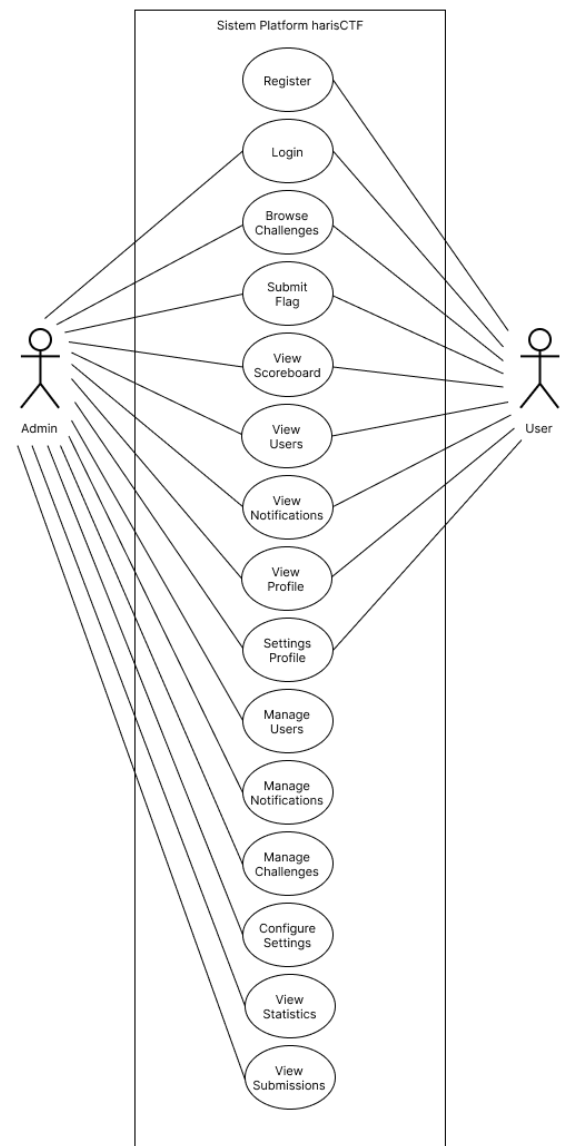 Sistem Platform harisCTF
Register
Login
Browse
Challenges
Submit
Flag
View
Scoreboard
Admin
User
View
Users
View
Notifications
View
Profile
Settings
Profile
Manage
Users
Manage
Notifications
Manage
Challenges
Configure
Settings
View
Statistics
View
Submissions